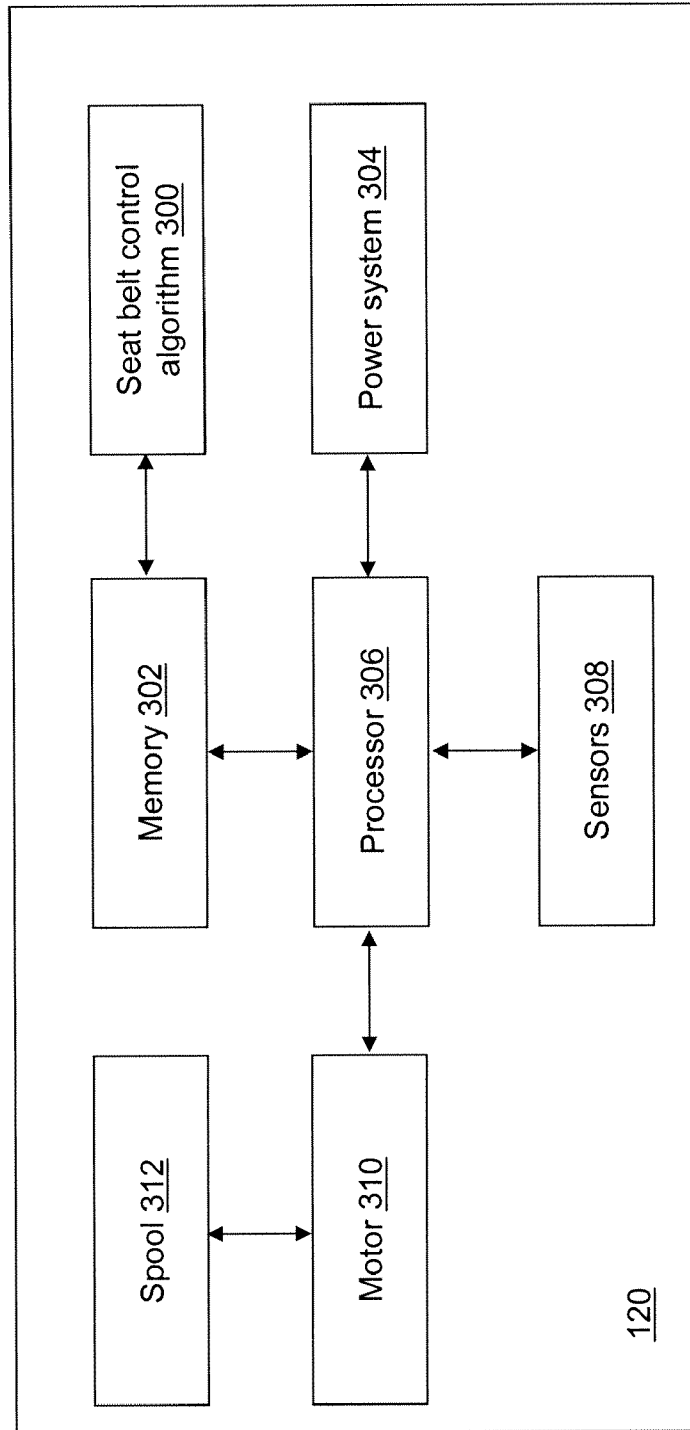 Spool 312
Memory 302
Seat belt control
algorithm 300
Motor 310
Processor 306
Power system 304
Sensors 308
120